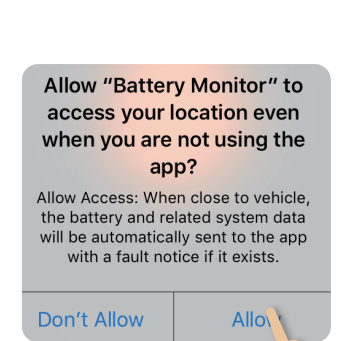 Allow “Battery Monitor” to
access your location even
when you are not using the
app?
Allow Access: When close to vehicle,
the battery and related system data
will be automatically sent to the app
with a fault notice if it exists.
Don’t Allow
Allow